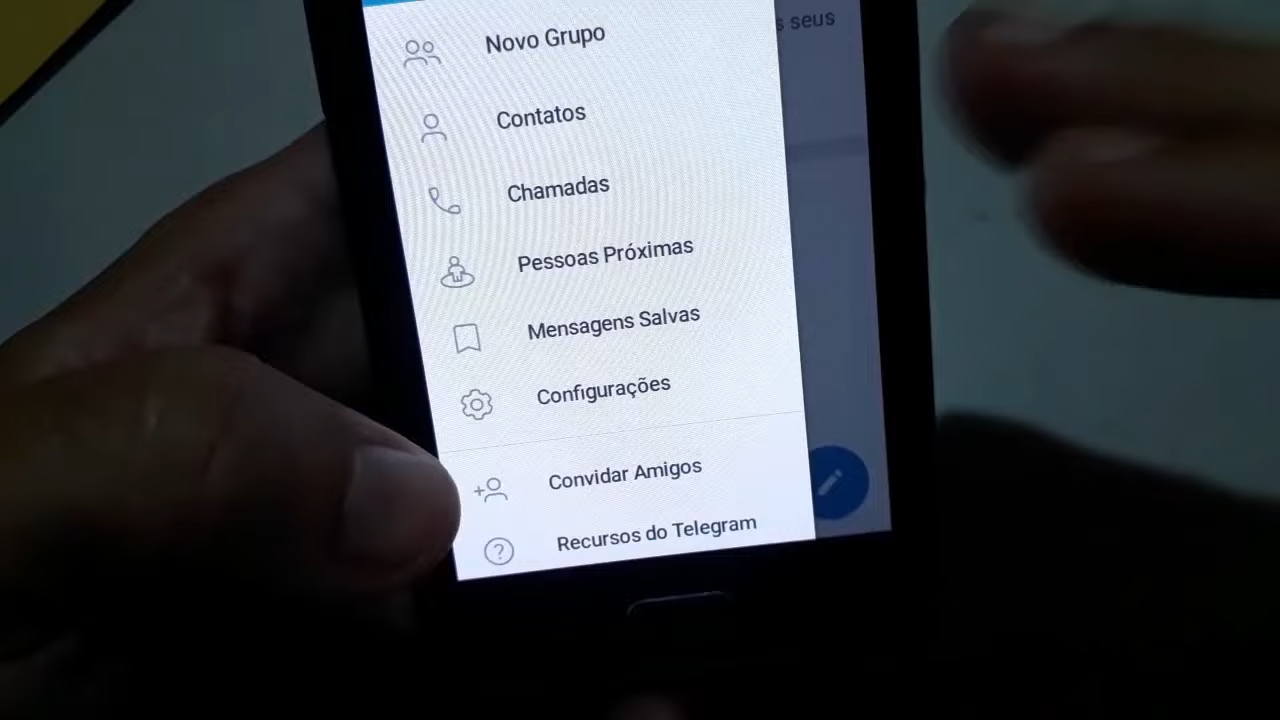 s seus
Novo Grupo
Contatos
Chamadas
Pessoas Próximas
Mensagens Salvas
Configurações
Convidar Amigos
Recursos do Telegram